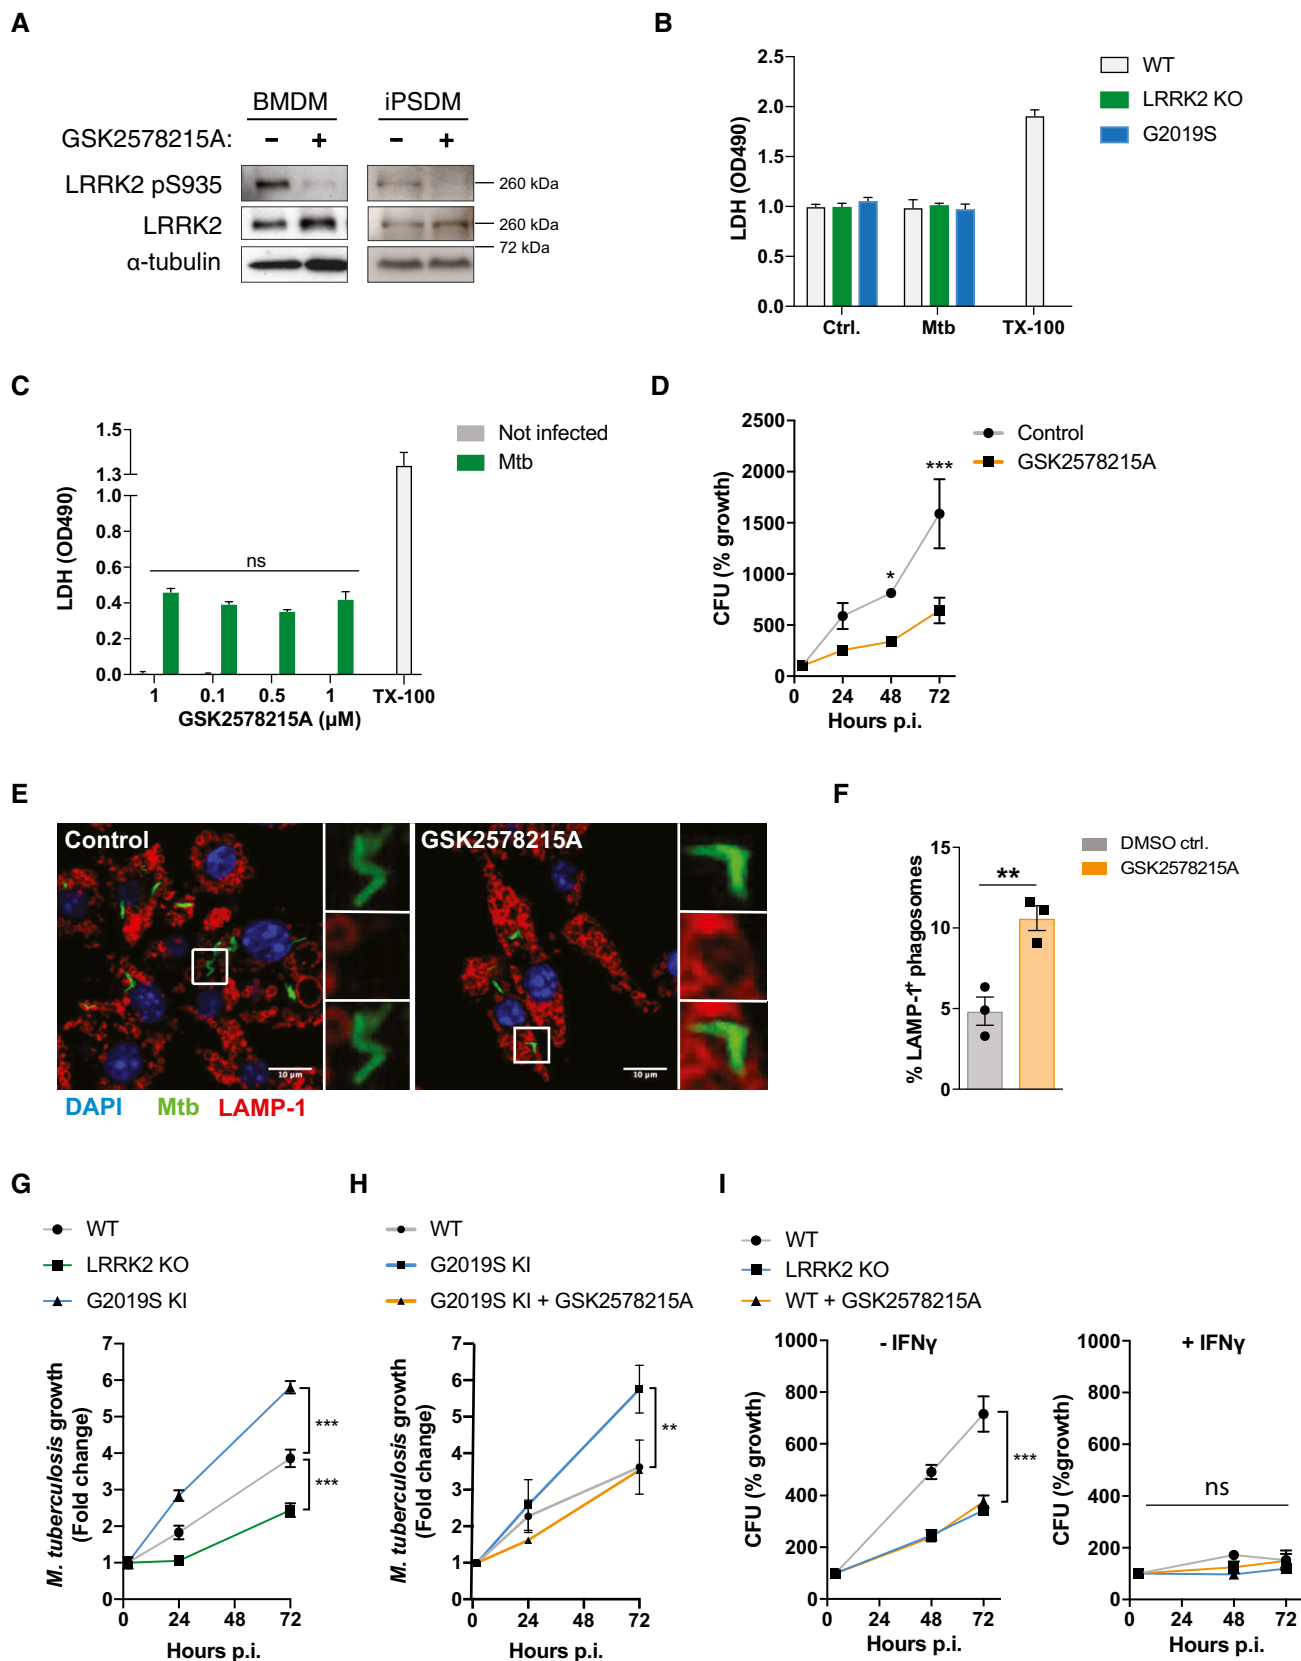 A
BMDM iPSDM
GSK2578215A: – + – +
LRRK2 pS935 260 kDa
LRRK2 260 kDa
72 kDa
α-tubulin
B
LDH (OD490)
2.5
2.0
1.5
1.0
0.5
0.0
Ctrl. Mtb TX-100
WT
LRRK2 KO
G2019S
C
LDH (OD490)
1.5
1.3
1.0
0.8
0.6
0.4
0.2
0.0
ns
1 0.1 0.5 1 TX-100
GSK2578215A (μM)
Not infected
Mtb
D
CFU (% growth)
2500
2000
1500
1000
500
0
* ***
0 24 48 72
Hours p.i.
Control
GSK2578215A
E
Control GSK2578215A
10 μm 10 μm
DAPI Mtb LAMP-1
F
% LAMP-1+ phagosomes
15
10
5
0
**
DMSO ctrl.
GSK2578215A
G
WT
LRRK2 KO
G2019S KI
M. tuberculosis growth
(Fold change)
7
6
5
4
3
2
1
0
***
***
0 24 48 72
Hours p.i.
H
WT
G2019S KI
G2019S KI + GSK2578215A
M. tuberculosis growth
(Fold change)
7
6
5
4
3
2
1
0
**
0 24 48 72
Hours p.i.
I
WT
LRRK2 KO
WT + GSK2578215A
- IFNγ
CFU (% growth)
1000
800
600
400
200
0
***
0 24 48 72
Hours p.i.
+ IFNγ
CFU (%growth)
1000
800
600
400
200
0
ns
0 24 48 72
Hours p.i.